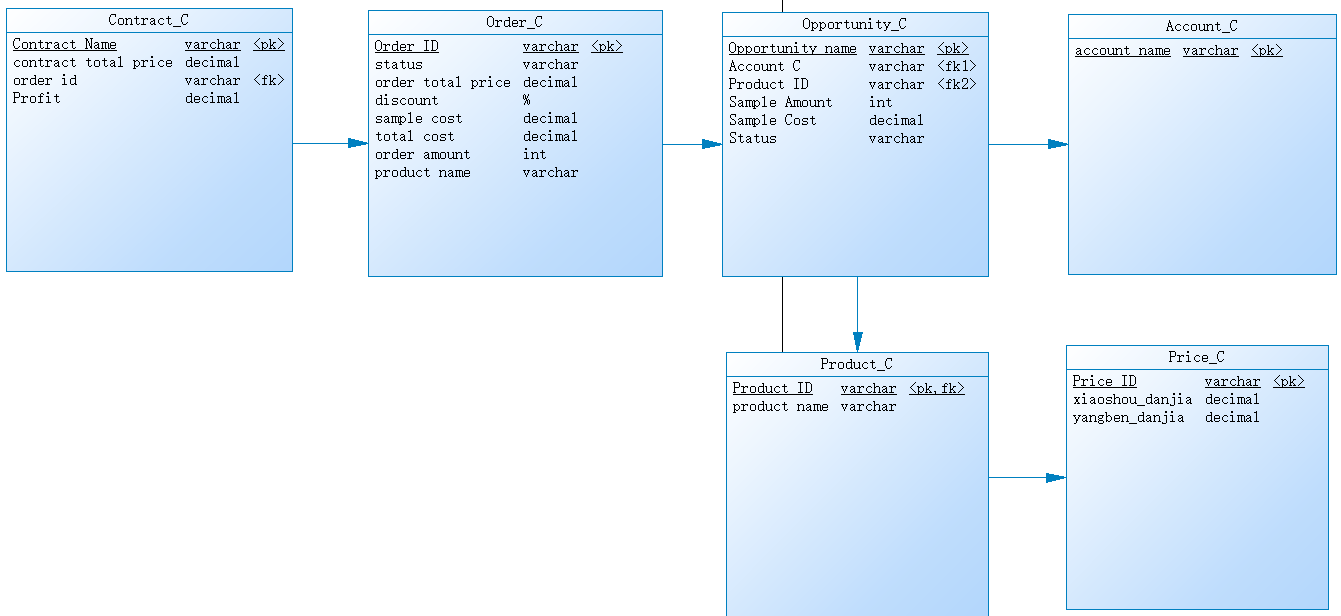 Contract_C
Contract Name varchar <pk>
contract total price decimal
order id varchar <fk>
Profit decimal
Order_C
Order ID varchar <pk>
status varchar
order total price decimal
discount %
sample cost decimal
total cost decimal
order amount int
product name varchar
Opportunity_C
Opportunity name varchar <pk>
Account C varchar <fk1>
Product ID varchar <fk2>
Sample Amount int
Sample Cost decimal
Status varchar
Account_C
account name varchar <pk>
Product_C
Product ID varchar <pk,fk>
product name varchar
Price_C
Price ID varchar <pk>
xiaoshou_danjia decimal
yangben_danjia decimal